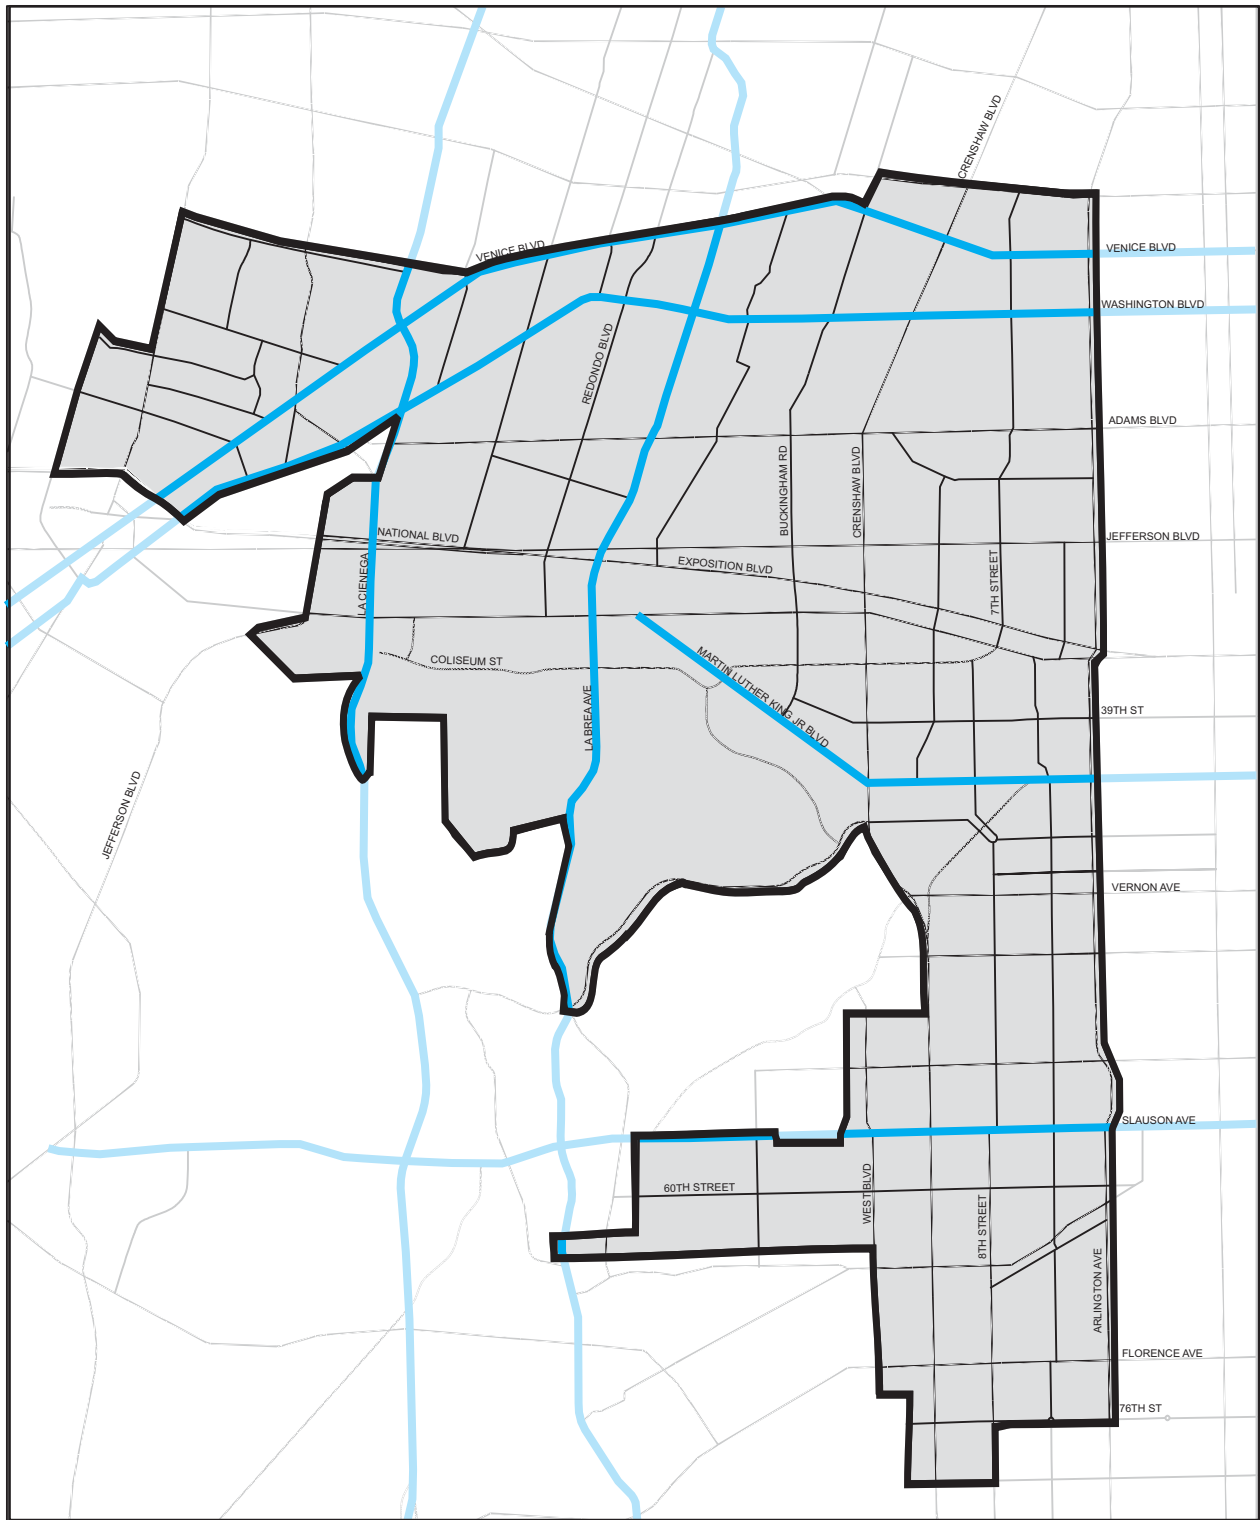 CRENSHAW BLVD
VENICE BLVD
VENICE BLVD
WASHINGTON BLVD
REDONDO BLVD
ADAMS BLVD
BUCKINGHAM RD
CRENSHAW BLVD
NATIONAL BLVD
JEFFERSON BLVD
EXPOSITION BLVD
LA CIENEGA
7TH STREET
COLISEUM ST
MARTIN LUTHER KING JR BLVD
LA BREA AVE
39TH ST
JEFFERSON BLVD
VERNON AVE
SLAUSON AVE
60TH STREET
WEST BLVD
8TH STREET
ARLINGTON AVE
FLORENCE AVE
76TH ST